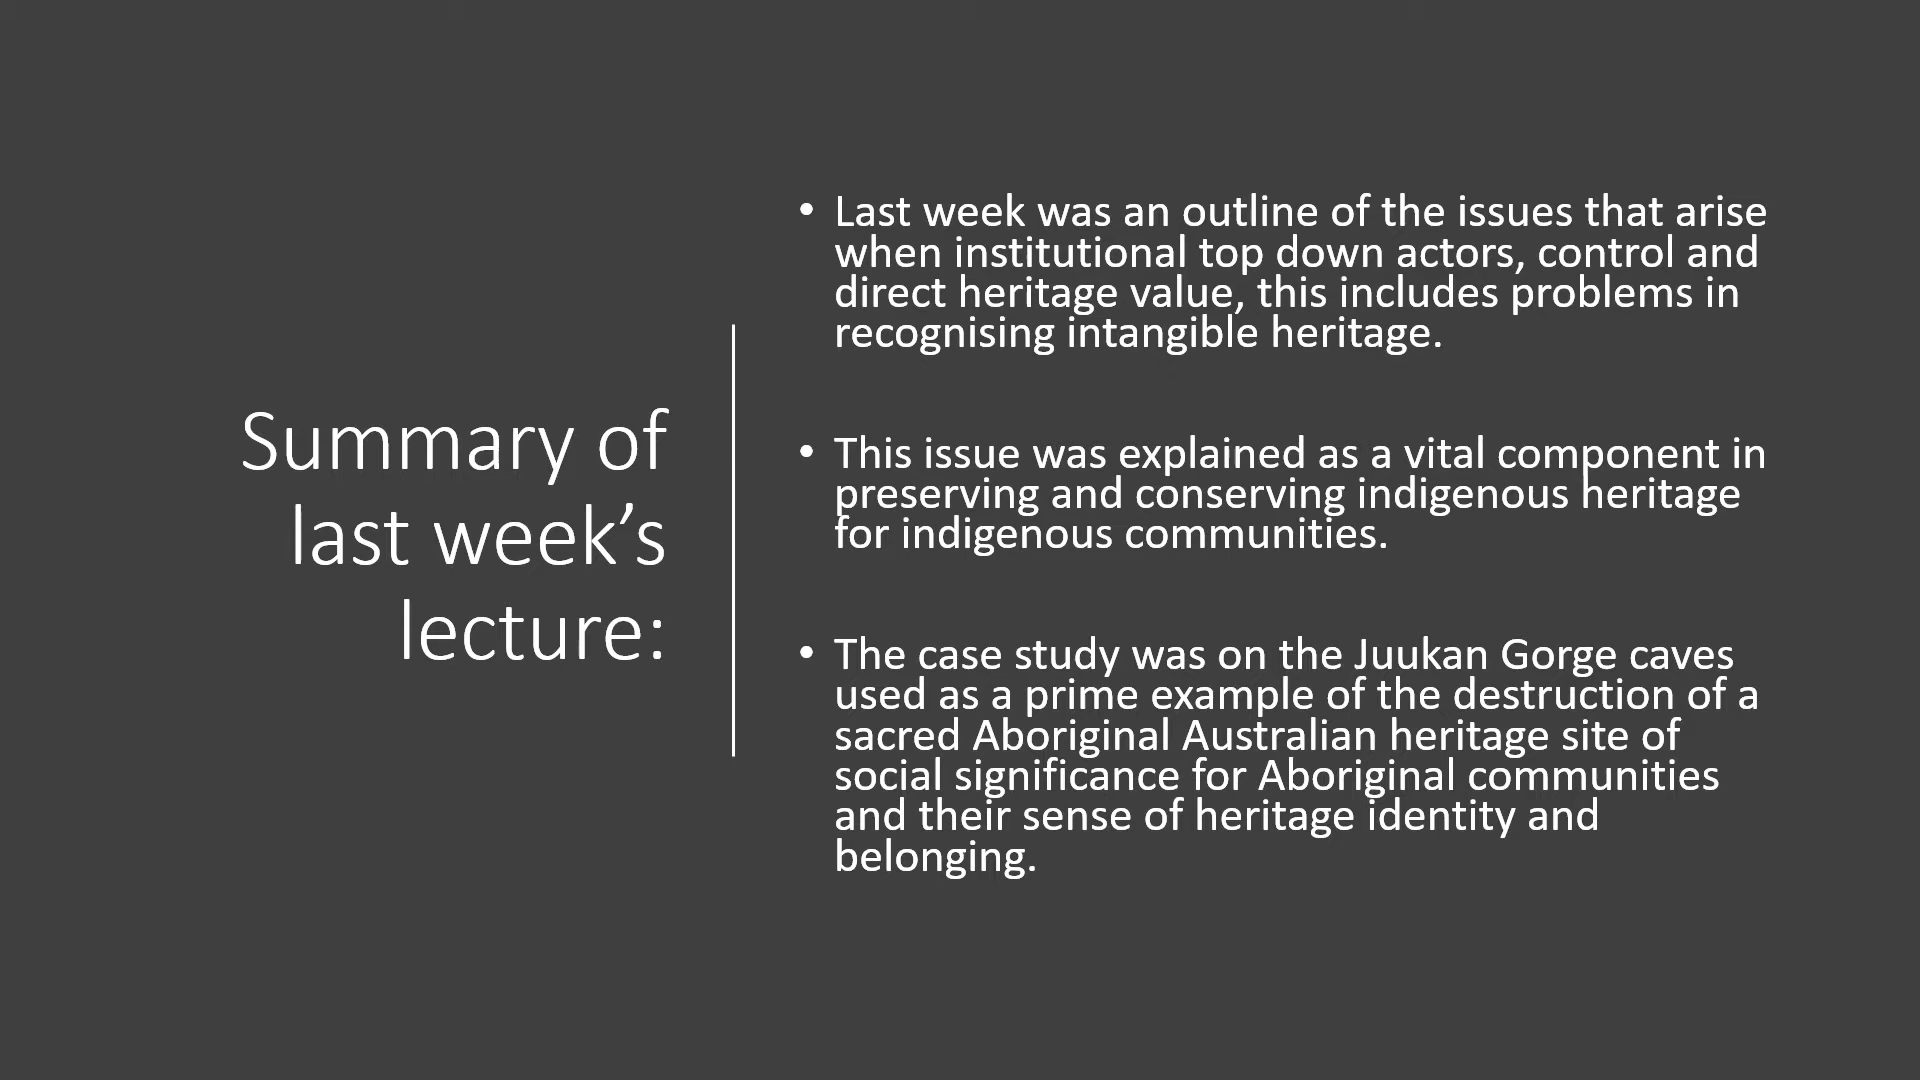 Summary of
last week’s
lecture:
• Last week was an outline of the issues that arise
when institutional top down actors, control and
direct heritage value, this includes problems in
recognising intangible heritage.
• This issue was explained as a vital component in
preserving and conserving indigenous heritage
for indigenous communities.
• The case study was on the Juukan Gorge caves
used as a prime example of the destruction of a
sacred Aboriginal Australian heritage site of
social significance for Aboriginal communities
and their sense of heritage identity and
belonging.